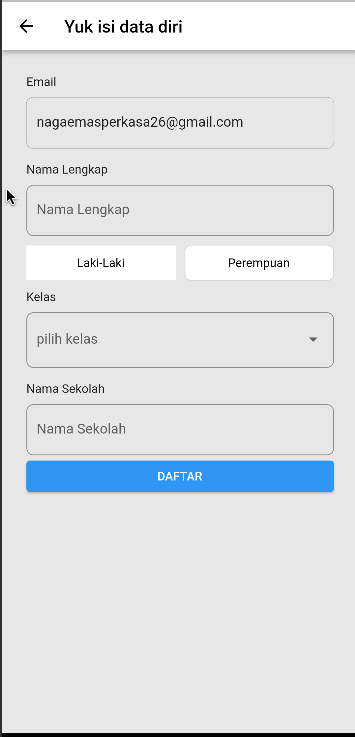 Yuk isi data diri
Email
nagaemasperkasa26@gmail.com
Nama Lengkap
Nama Lengkap
Laki-Laki
Perempuan
Kelas
pilih kelas
Nama Sekolah
Nama Sekolah
DAFTAR